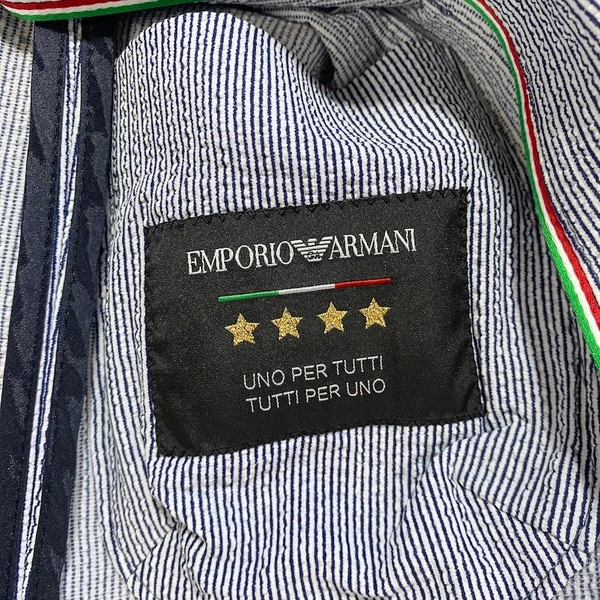 EMPORIO ARMANI
UNO PER TUTTI
TUTTI PER UNO